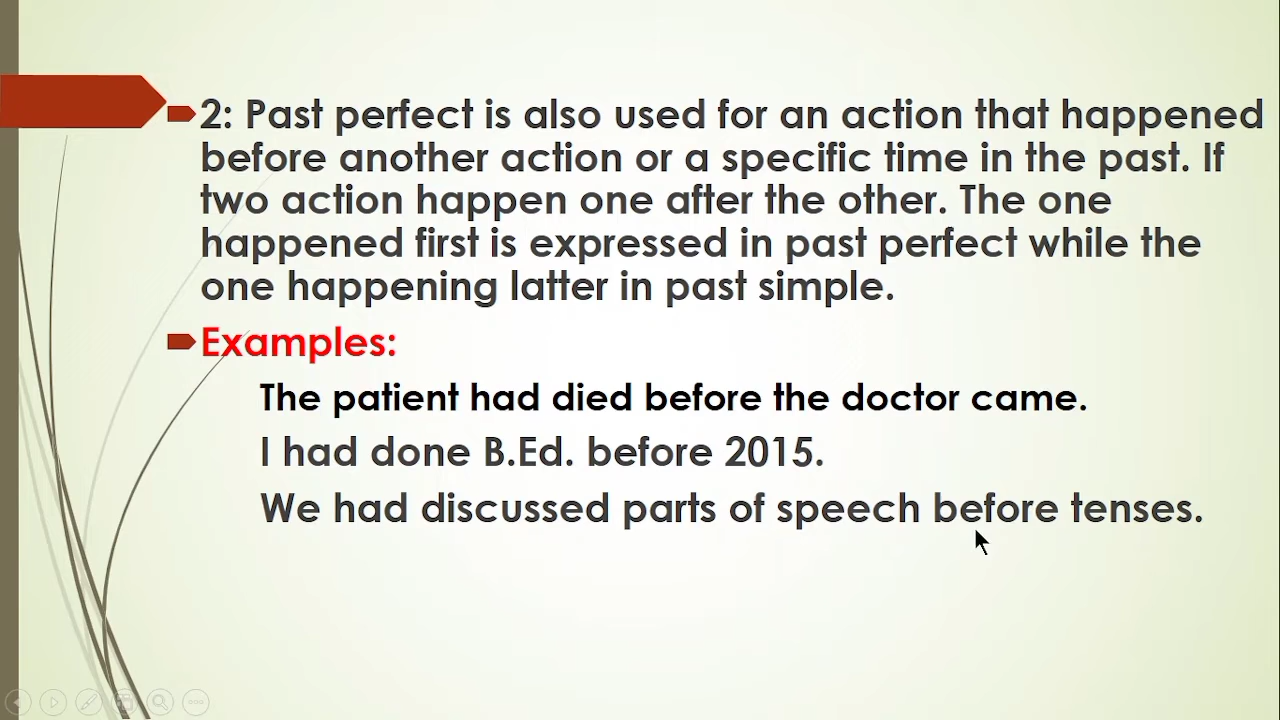 2: Past perfect is also used for an action that happened
before another action or a specific time in the past. If
two action happen one after the other. The one
happened first is expressed in past perfect while the
one happening latter in past simple.
Examples:
The patient had died before the doctor came.
I had done B.Ed. before 2015.
We had discussed parts of speech before tenses.